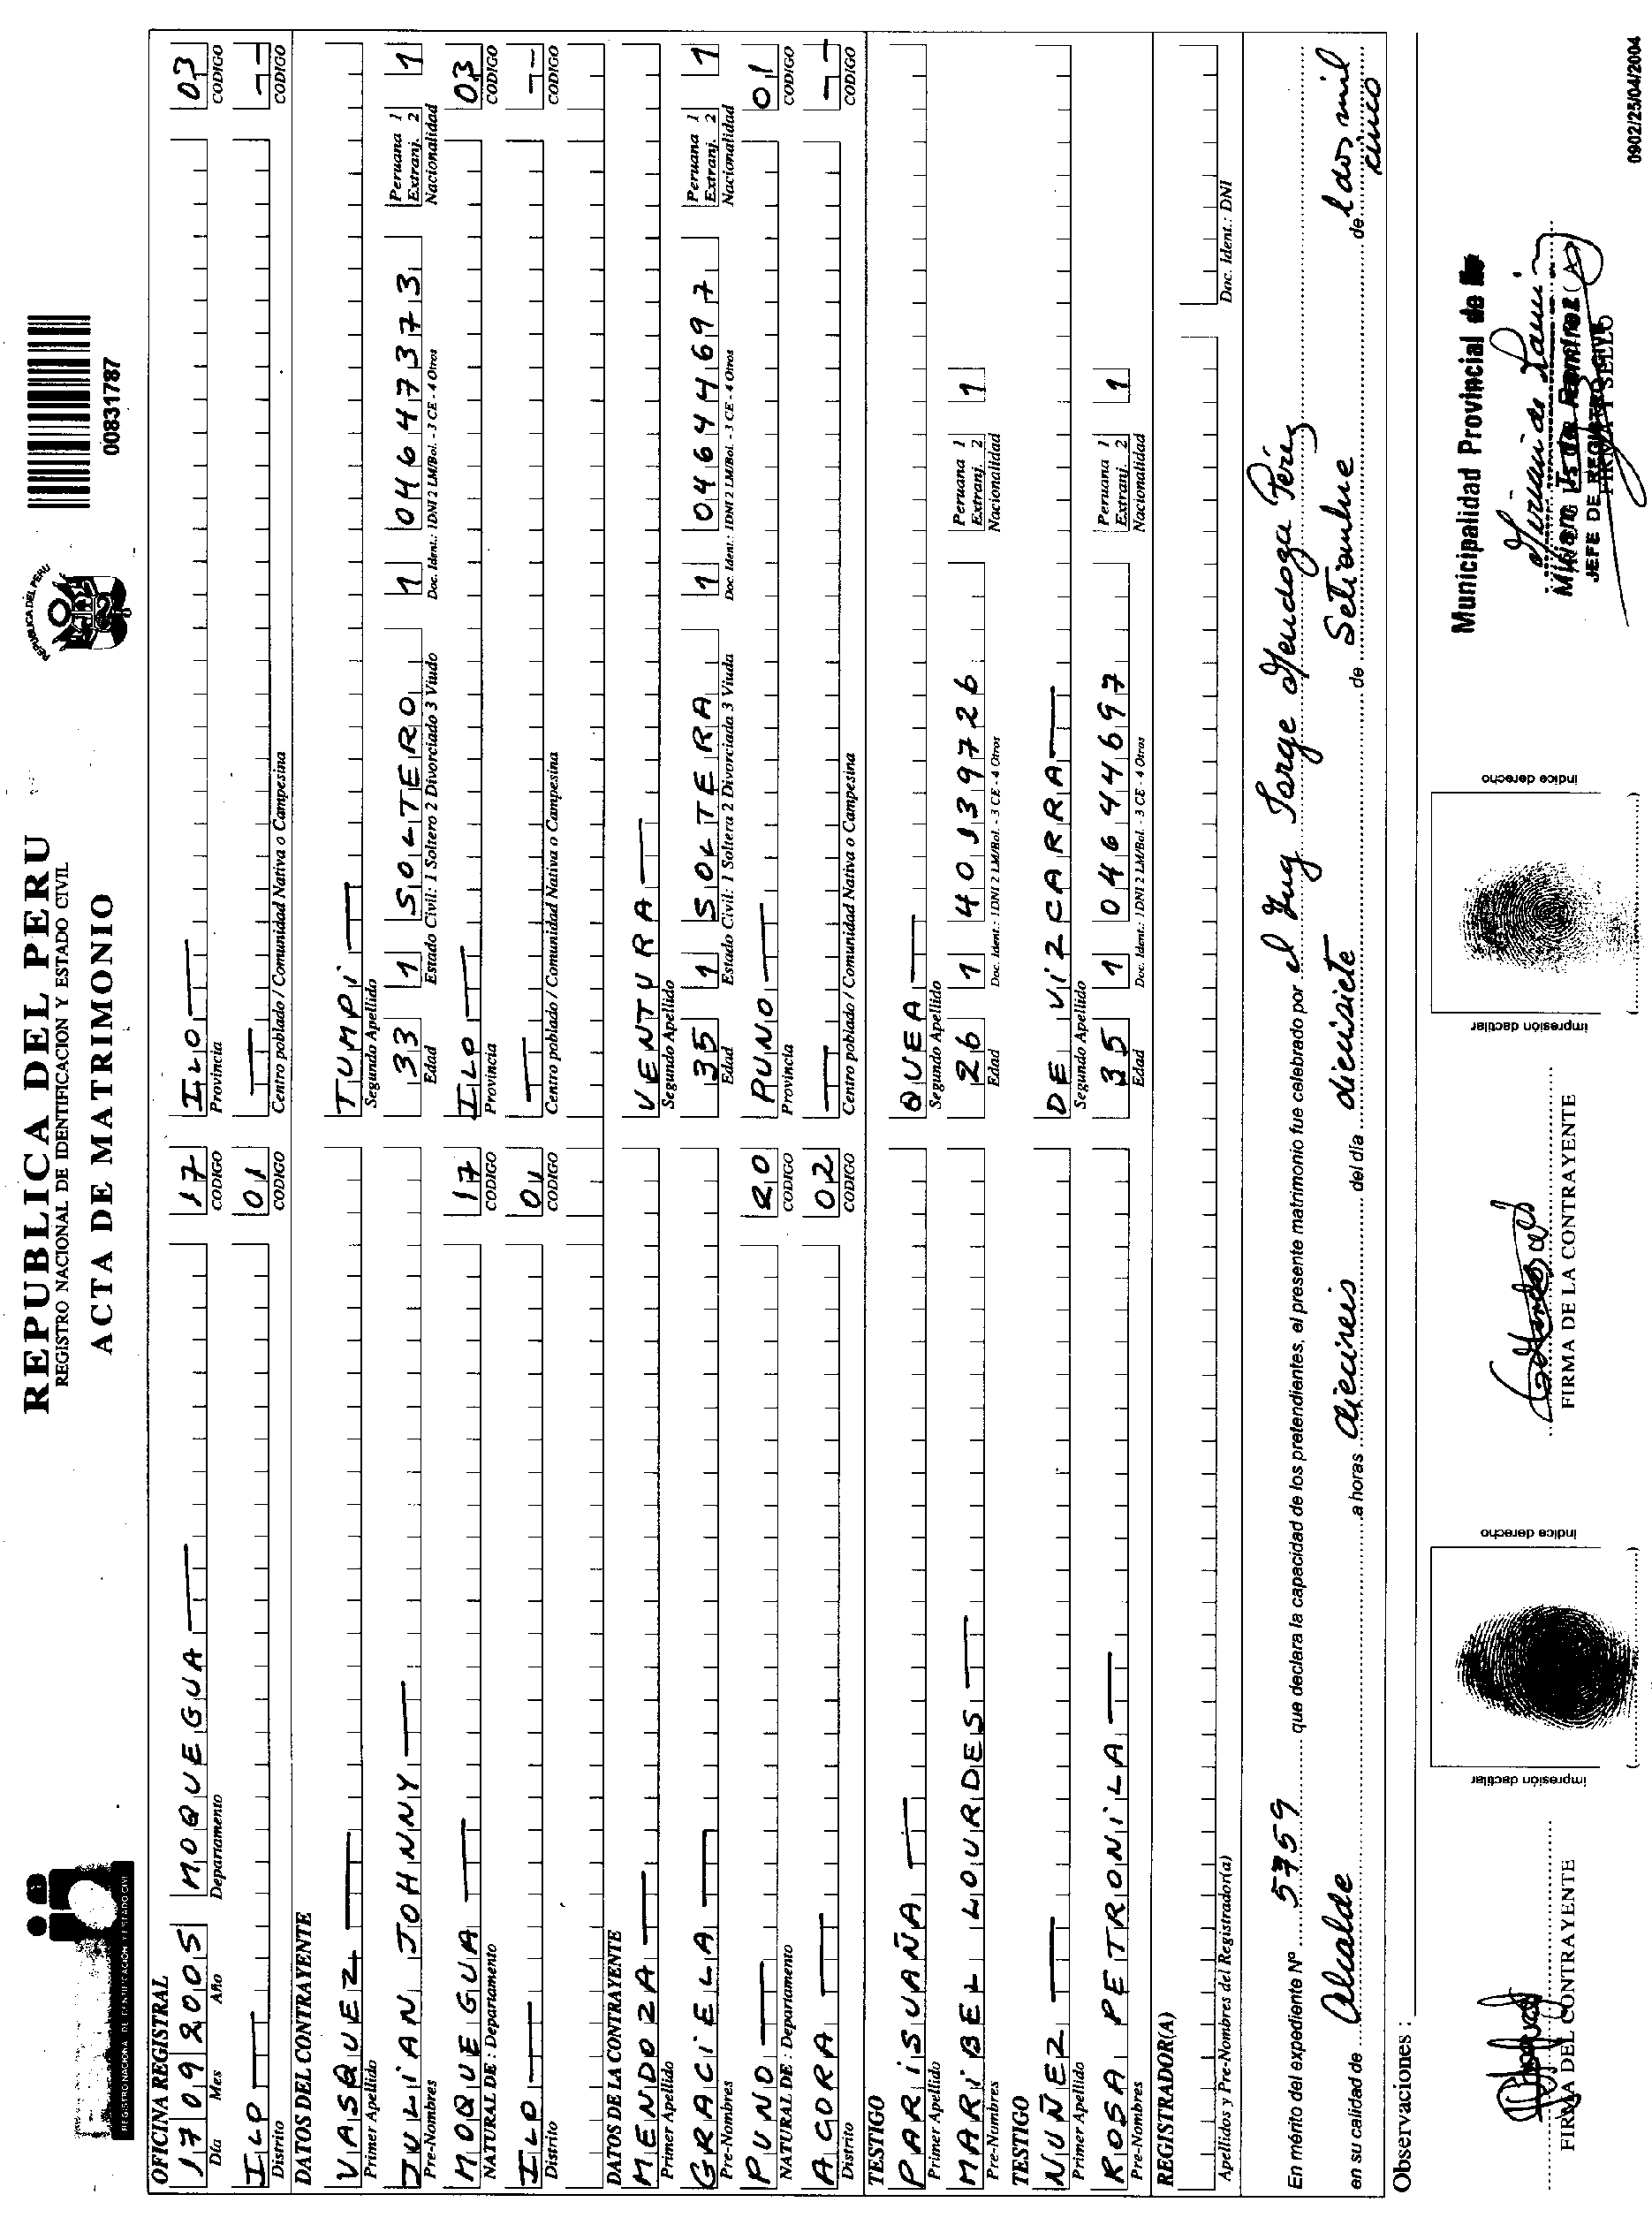 REPUBLICA DEL PERU
REGISTRO NACIONAL DE IDENTIFICACION Y ESTADO CIVIL
ACTA DE MATRIMONIO
REGISTRO NACIONAL DE IDENTIFICACION Y ESTADO CIVIL
REPUBLICA DEL PERU
00831787
OFICINA REGISTRAL
17 09 2005 MOQUEGUA 17 ILO 03
Día Mes Año Departamento CODIGO Provincia CODIGO
ILO 01
Distrito CODIGO Centro poblado / Comunidad Nativa o Campesina CODIGO
DATOS DEL CONTRAYENTE
VASQUEZ TUMPI
Primer Apellido Segundo Apellido
JULIAN JOHNNY 33 1 SOLTERO 1 04647373 Peruana 1 Extranj. 2 1
Pre-Nombres Edad Estado Civil: 1 Soltero 2 Divorciado 3 Viudo Doc. Ident.: 1DNI 2 LM/Bol. - 3 CE - 4 Otros Nacionalidad
MOQUEGUA 17 ILO 03
NATURAL DE : Departamento CODIGO Provincia CODIGO
ILO 01
Distrito CODIGO Centro poblado / Comunidad Nativa o Campesina CODIGO
DATOS DE LA CONTRAYENTE
MENDOZA VENTURA
Primer Apellido Segundo Apellido
GRACIELA 35 1 SOLTERA 1 04644697 Peruana 1 Extranj. 2 1
Pre-Nombres Edad Estado Civil: 1 Soltera 2 Divorciada 3 Viuda Doc. Ident.: 1DNI 2 LM/Bol. - 3 CE - 4 Otros Nacionalidad
PUNO 20 PUNO 01
NATURAL DE : Departamento CODIGO Provincia CODIGO
ACORA 02
Distrito CODIGO Centro poblado / Comunidad Nativa o Campesina CODIGO
TESTIGO
PARISUAÑA QUEA
Primer Apellido Segundo Apellido
MARIBEL LOURDES 26 1 40139726 Peruana 1 Extranj. 2 1
Pre-Nombres Edad Doc. Ident.: 1DNI 2 LM/Bol. - 3 CE - 4 Otros Nacionalidad
TESTIGO
NUÑEZ DE VIZCARRA
Primer Apellido Segundo Apellido
ROSA PETRONILA 35 1 04644697 Peruana 1 Extranj. 2 1
Pre-Nombres Edad Doc. Ident.: 1DNI 2 LM/Bol. - 3 CE - 4 Otros Nacionalidad
REGISTRADOR(A)
Apellidos y Pre-Nombres del Registrador(a) Doc. Ident.: DNI
En mérito del expediente Nº 5759 que declara la capacidad de los pretendientes, el presente matrimonio fue celebrado por el Ing Jorge Mendoza Perez
en su calidad de Alcalde a horas dieciseis del día diecisiete de Setiembre de dos mil
cinco
Observaciones :
impresión dactilar índice derecho
impresión dactilar índice derecho
Municipalidad Provincial de Ilo
JEFE DE REGISTRO CIVIL
FIRMA Y SELLO
FIRMA DEL CONTRAYENTE
FIRMA DE LA CONTRAYENTE
0902/25/04/2004